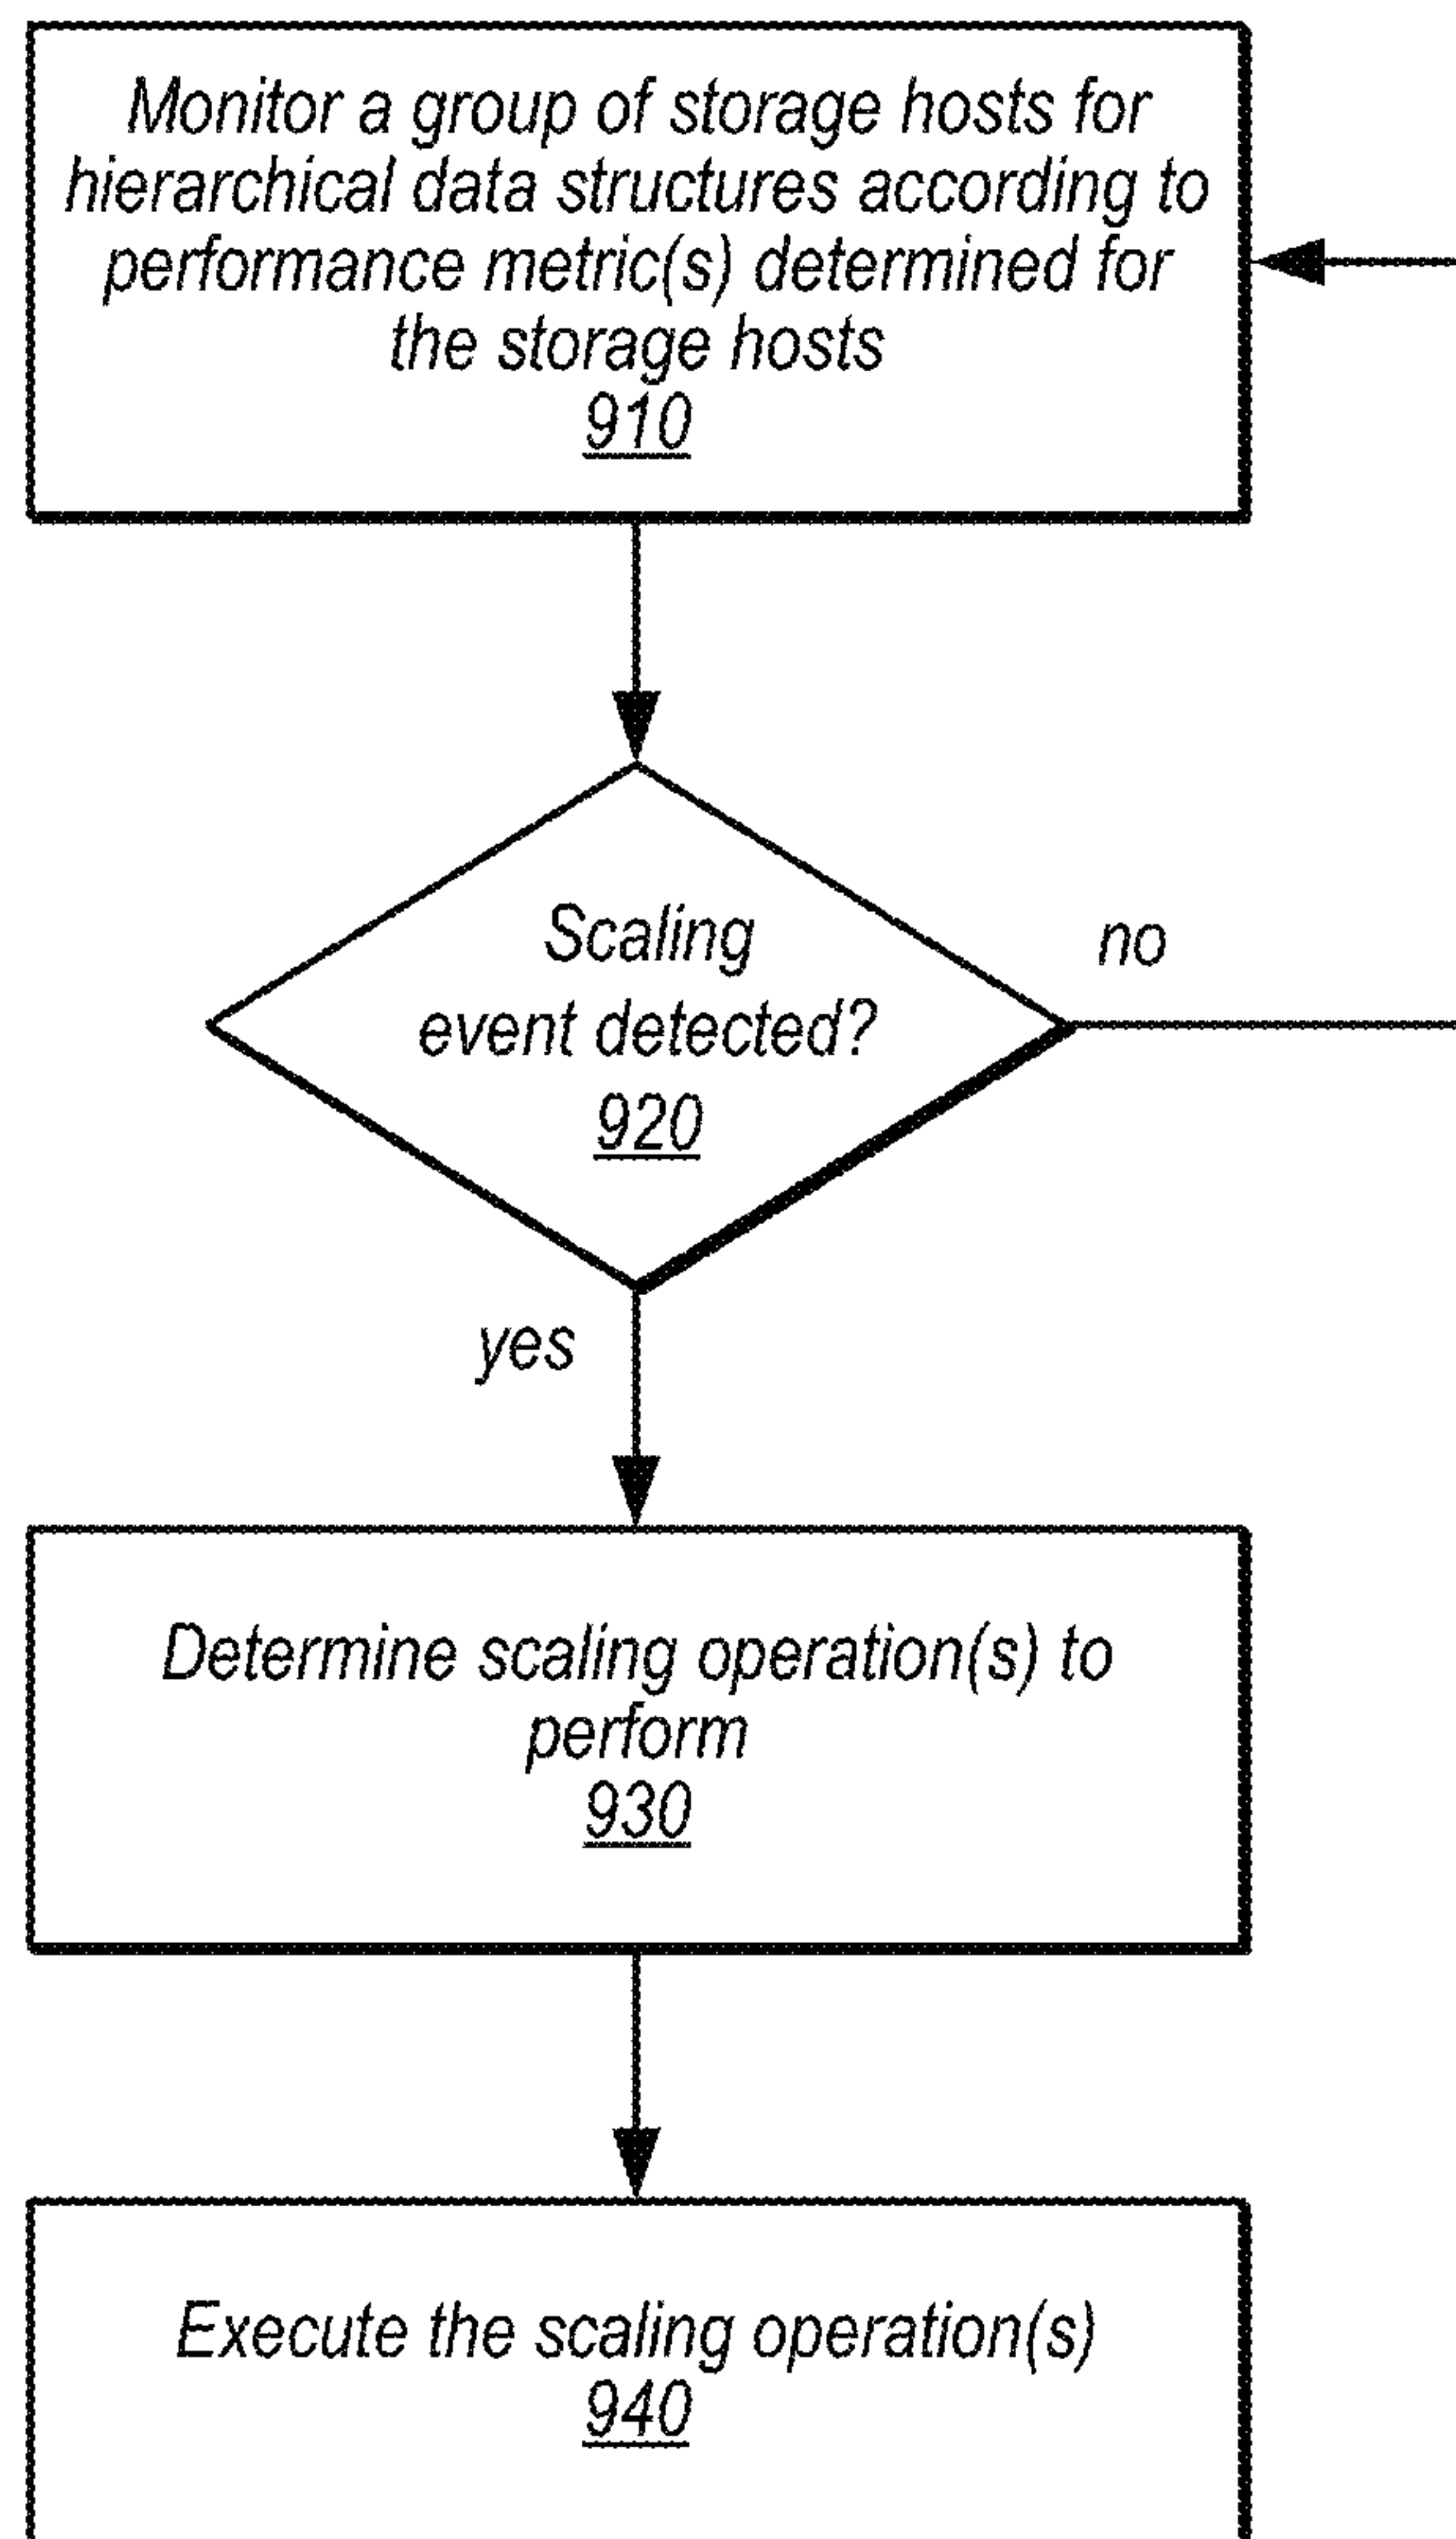 Monitor a group of storage hosts for
hierarchical data structures according to
performance metric(s) determined for
the storage hosts
910
Scaling
event detected?
920
no
yes
Determine scaling operation(s) to
perform
930
Execute the scaling operation(s)
940